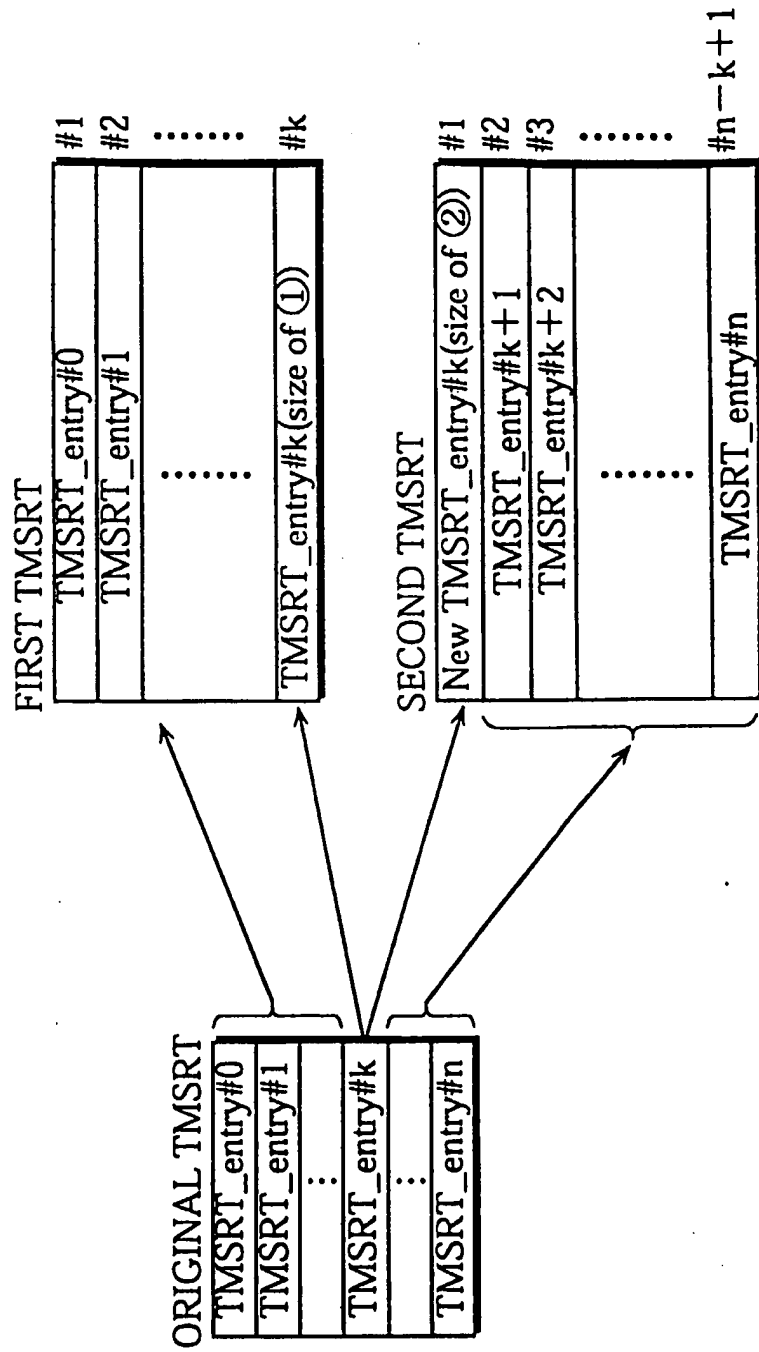 ORIGINAL TMSRT
TMSRT_entry#0
TMSRT_entry#1
...
TMSRT_entry#k
...
TMSRT_entry#n
FIRST TMSRT
TMSRT_entry#0 #1
TMSRT_entry#1 #2
....... .......
TMSRT_entry#k(size of ①) #k
SECOND TMSRT
New TMSRT_entry#k(size of ②) #1
TMSRT_entry#k+1 #2
TMSRT_entry#k+2 #3
....... .......
TMSRT_entry#n #n−k+1